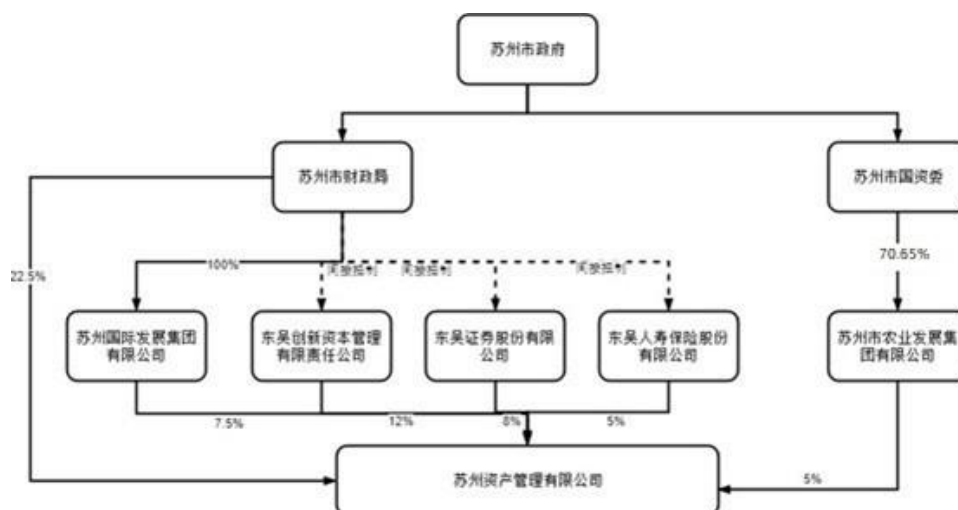 苏州市政府
苏州市财政局
苏州市国资委
22.5%
100%
间接控制
间接控制
间接控制
70.65%
苏州国际发展集团
有限公司
东吴创新资本管理
有限责任公司
东吴证券股份有限
公司
东吴人寿保险股份
有限公司
苏州市农业发展集
团有限公司
7.5%
12%
8%
5%
苏州资产管理有限公司
5%